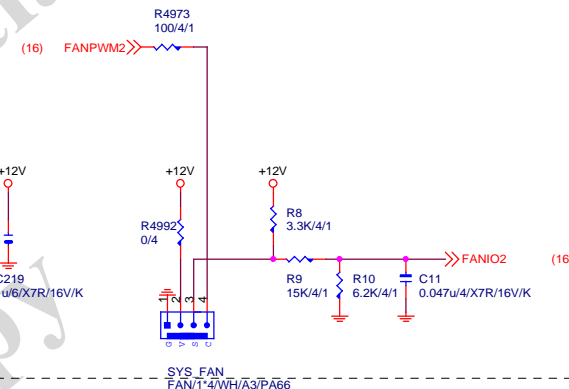 R4973
100/4/1
(16) FANPWM2
+12V
+12V
+12V
R4992
0/4
R8
3.3K/4/1
FANIO2 (16
C219
u/6/X7R/16V/K
R9
15K/4/1
R10
6.2K/4/1
C11
0.047u/4/X7R/16V/K
1 2 3 4
G V S C
SYS_FAN
FAN/1*4/WH/A3/PA66